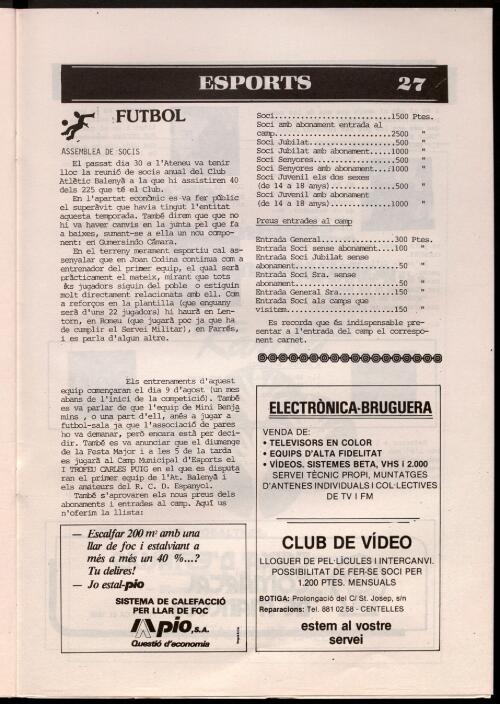 ESPORTS 27
FUTBOL
ASSEMBLEA DE SOCIS
El passat dia 30 a l'Ateneu va tenir
lloc la reunió de socis anual del Club
Atlètic Balenyà a la que hi assistiren 40
dels 225 que té el Club.
En l'apartat econòmic es va fer públic
el superàvit que havia tingut l'entitat
aquesta temporada. També direm que que no
hi va haver canvis en la junta pel que fa
a baixes, sumant-se a ella un nou compo-
nent: en Gumersindo Cámara.
En el terreny merament esportiu cal as-
senyalar que en Joan Codina continua com a
entrenador del primer equip, el qual serà
pràcticament el mateix, mirant que tots
els jugadors siguin del poble o estiguin
molt directament relacionats amb ell. Com
a reforços en la plantilla (que enguany
serà d'uns 22 jugadors) hi haurà en Len-
torn, en Romeu (que jugarà poc ja que ha
de cumplir el Servei Militar), en Farrés,
i es parla d'algun altre.
Els entrenaments d'aquest
equip començaran el dia 9 d'agost (un mes
abans de l'inici de la competició). També
es va parlar de que l'equip de Mini Benja
mins , o una part d'ell, anés a jugar a
futbol-sala ja que l'associació de pares
ho va demanar, però encara està per deci-
dir. També es va anunciar que el diumenge
de la Festa Major i a les 5 de la tarda
es jugarà al Camp Municipal d'Esports el
I TROFEU CARLES PUIG en el que es disputa
ran el primer equip de l'At. Balenyà i
els amateurs del R. C. D. Espanyol.
També s'aprovaren els nous preus dels
abonaments i entrades al camp. Aquí us
n'oferim la llista:
— Escalfar 200 m² amb una
llar de foc i estalviant a
més a més un 40 %...?
Tu delires!
— Jo estal-pio
SISTEMA DE CALEFACCIÓ
PER LLAR DE FOC
pio, S.A.
Questió d'economia
Soci...........................1500 Ptes.
Soci amb abonament entrada al
camp...........................2500 "
Soci Jubilat....................500 "
Soci Jubilat amb abonament.....1000 "
Soci Senyores...................500 "
Soci Senyores amb abonament....1000 "
Soci Juvenil els dos sexes
(de 14 a 18 anys)...............500 "
Soci Juvenil amb abonament
(de 14 a 18 anys)..............1000 "
Preus entrades al camp
Entrada General.................300 Ptes.
Entrada Soci sense abonament....100 "
Entrada Soci Jubilat sense
abonament........................50 "
Entrada Soci Sra. sense
abonament........................50 "
Entrada General Sra.............150 "
Entrada Soci als camps que
visitem.........................150 "
Es recorda que és indispensable pre-
sentar a l'entrada del camp el correspo-
nent carnet.
ELECTRÒNICA-BRUGUERA
VENDA DE:
• TELEVISORS EN COLOR
• EQUIPS D'ALTA FIDELITAT
• VÍDEOS. SISTEMES BETA, VHS i 2.000
SERVEI TÈCNIC PROPI, MUNTATGES
D'ANTENES INDIVIDUALS I COL·LECTIVES
DE TV I FM
CLUB DE VÍDEO
LLOGUER DE PEL·LÍCULES I INTERCANVI.
POSSIBILITAT DE FER-SE SOCI PER
1.200 PTES. MENSUALS
BOTIGA: Prolongació del C/ St. Josep, s/n
Reparacions: Tel. 881 02 58 - CENTELLES
estem al vostre
servei